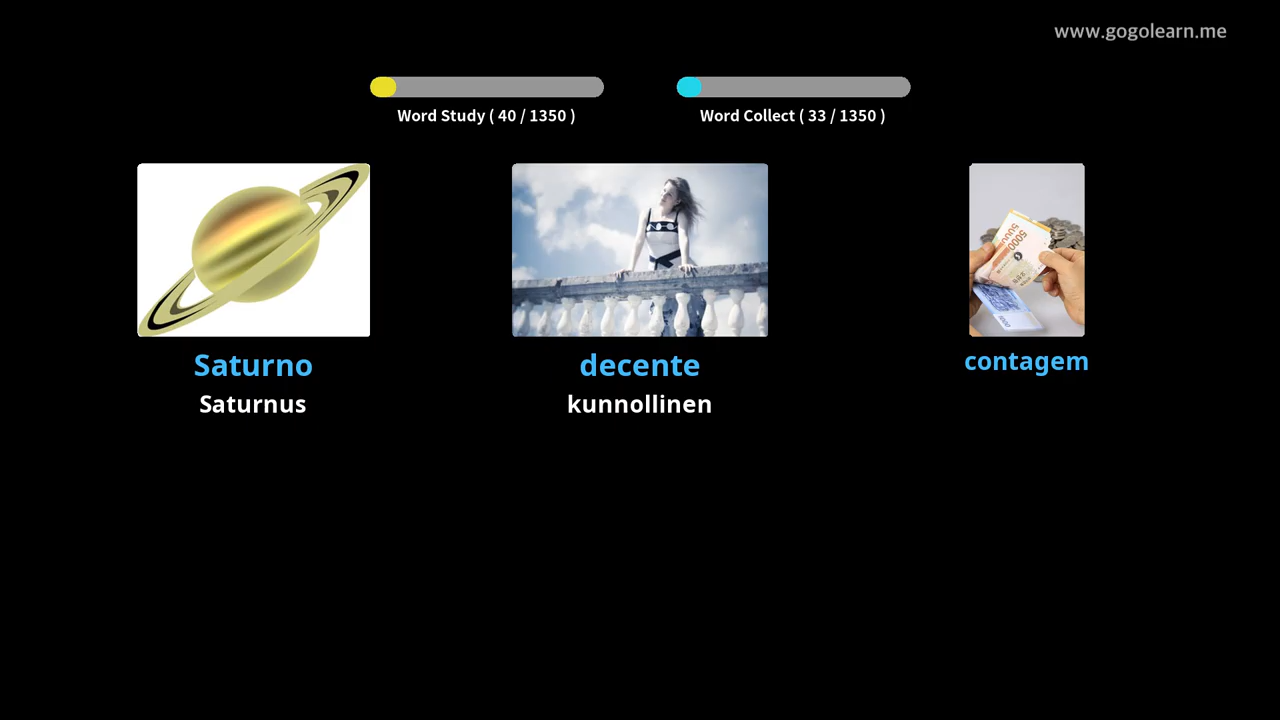 www.gogolearn.me
Word Study ( 40 / 1350 )
Word Collect ( 33 / 1350 )
Saturno
decente
contagem
Saturnus
kunnollinen